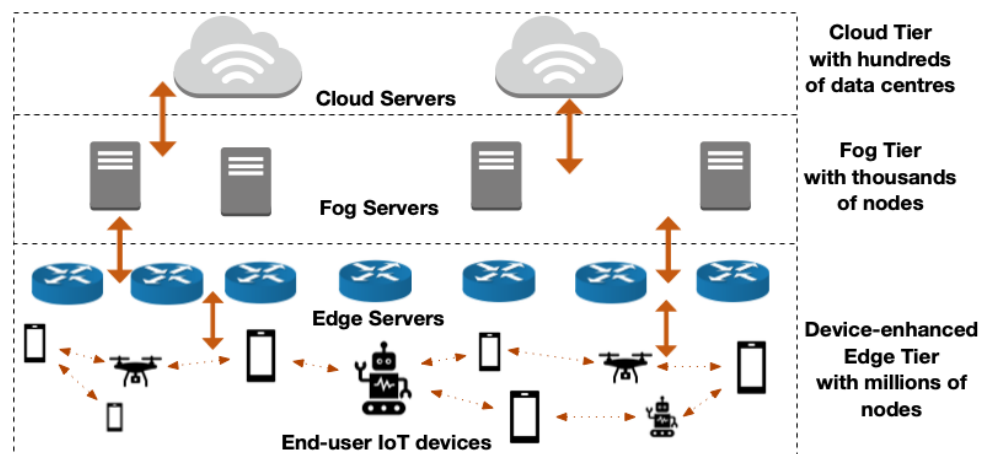 Cloud Tier
with hundreds
of data centres
Cloud Servers
Fog Tier
with thousands
of nodes
Fog Servers
Edge Servers
Device-enhanced
Edge Tier
with millions of
nodes
End-user IoT devices